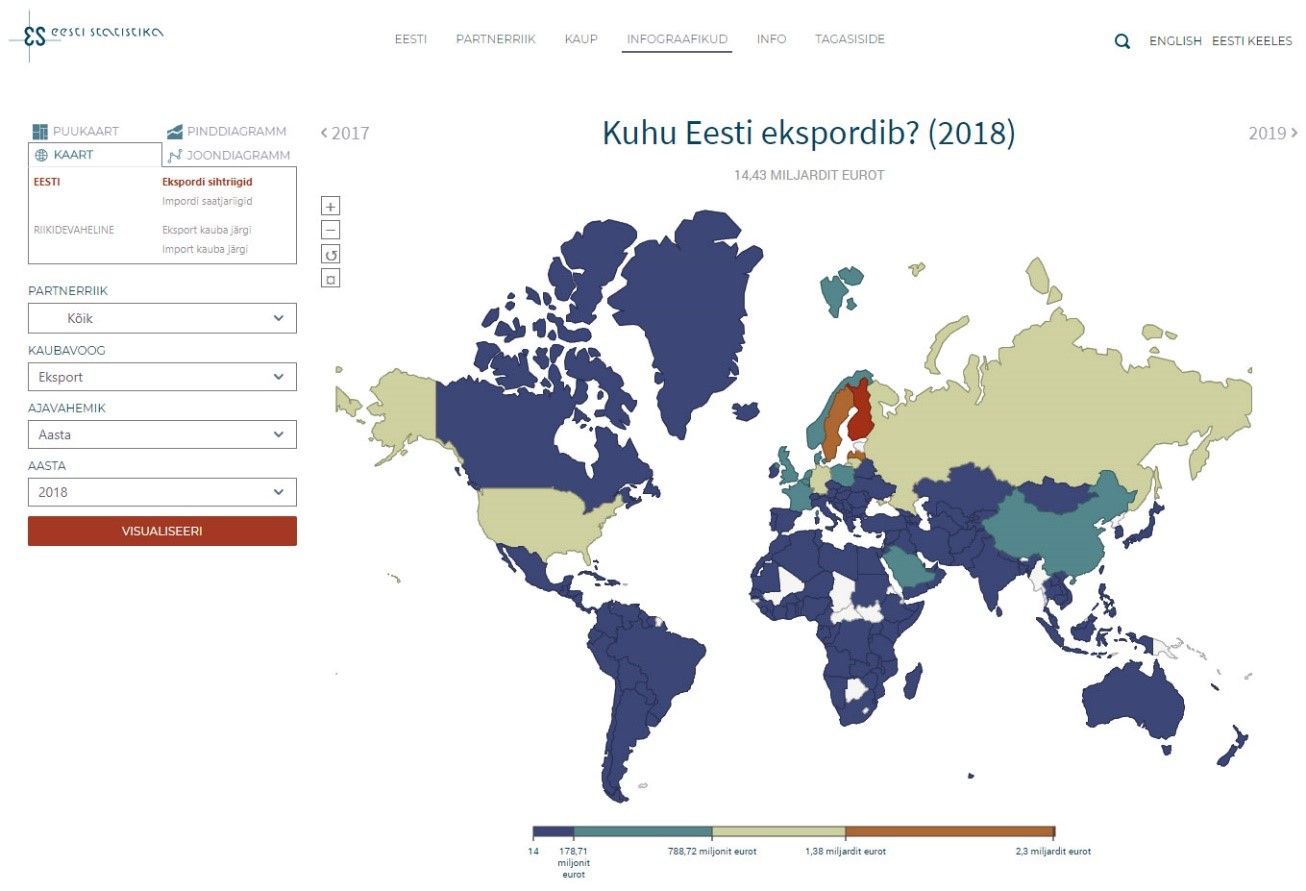 eesti statistika
EESTI PARTNERRIIK KAUP INFOGRAAFIKUD INFO TAGASISIDE
ENGLISH EESTI KEELES
PUUKAART PINDDIAGRAMM
KAART JOONDIAGRAMM
EESTI Ekspordi sihtriigid
Impordi saatjariigid
RIIKIDEVAHELINE Eksport kauba järgi
Import kauba järgi
PARTNERRIIK
Kõik
KAUBAVOOG
Eksport
AJAVAHEMIK
Aasta
AASTA
2018
VISUALISEERI
‹ 2017
Kuhu Eesti ekspordib? (2018)
2019 ›
14,43 MILJARDIT EUROT
14
178,71
miljonit
eurot
788,72 miljonit eurot
1,38 miljardit eurot
2,3 miljardit eurot